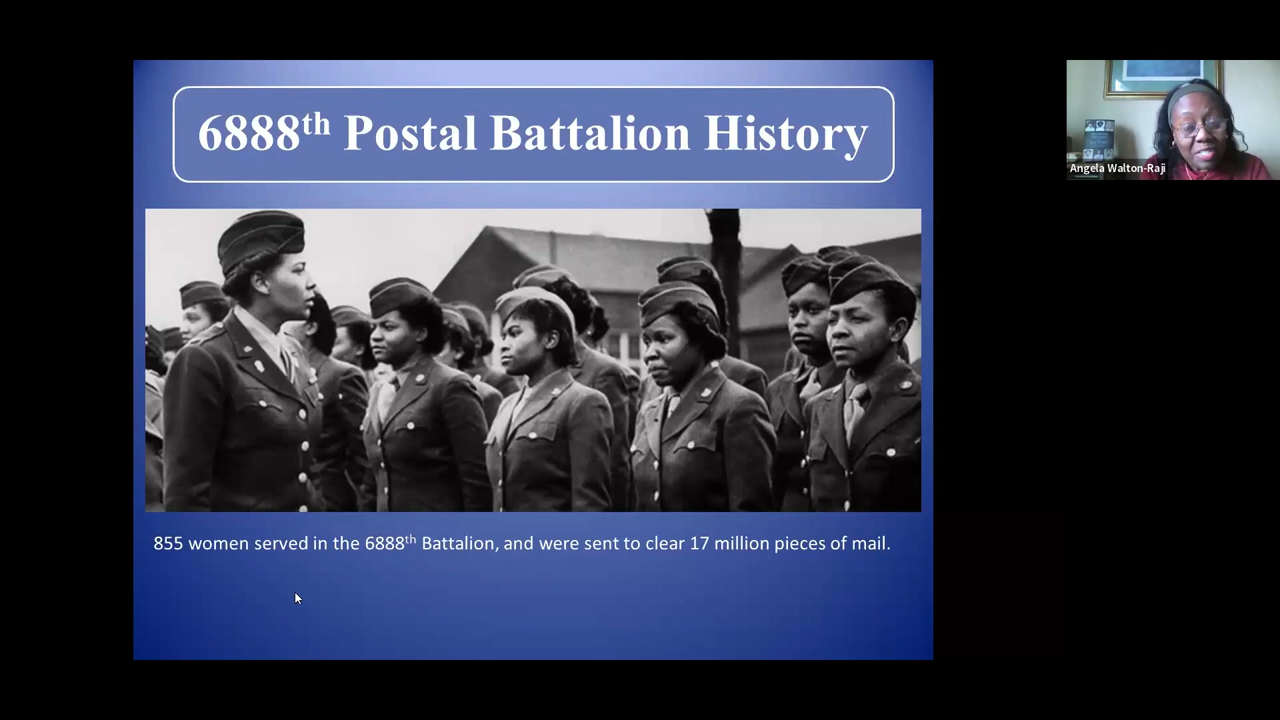 6888th Postal Battalion History
Angela Walton-Raji
855 women served in the 6888th Battalion, and were sent to clear 17 million pieces of mail.